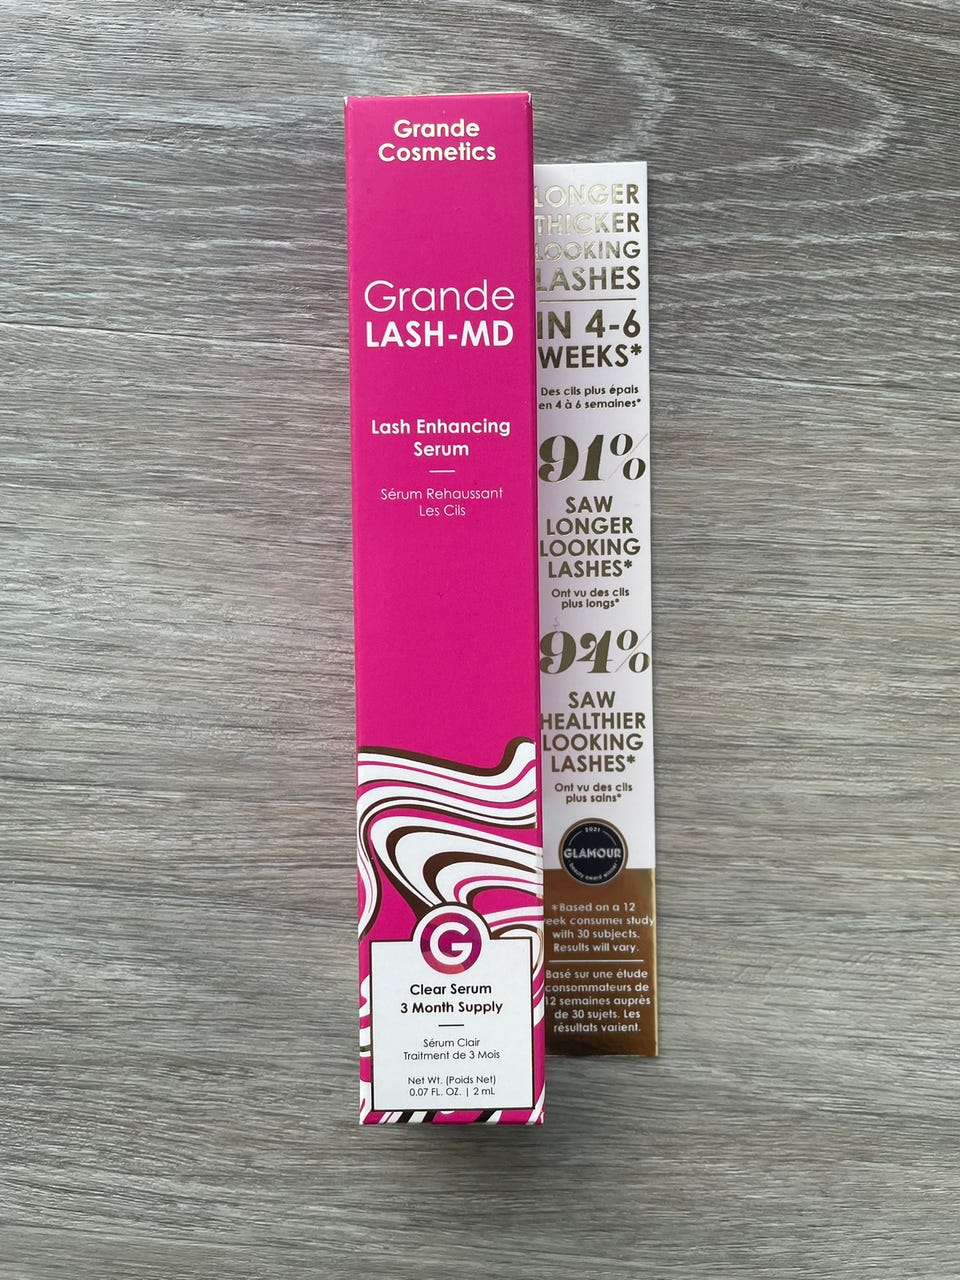 Grande
Cosmetics
Grande
LASH-MD
Lash Enhancing
Serum
Sérum Rehaussant
Les Cils
G
Clear Serum
3 Month Supply
Sérum Clair
Traitment de 3 Mois
Net Wt. (Poids Net)
0.07 FL. OZ. | 2 mL
LONGER
THICKER
LOOKING
LASHES
IN 4-6
WEEKS*
Des cils plus épais
en 4 à 6 semaines*
91%
SAW
LONGER
LOOKING
LASHES*
Ont vu des cils
plus longs*
94%
SAW
HEALTHIER
LOOKING
LASHES*
Ont vu des cils
plus sains*
2021
GLAMOUR
beauty award winner
*Based on a 12
eek consumer study
with 30 subjects.
Results will vary.
Basé sur une étude
consommateurs de
12 semaines auprès
de 30 sujets. Les
résultats varient.